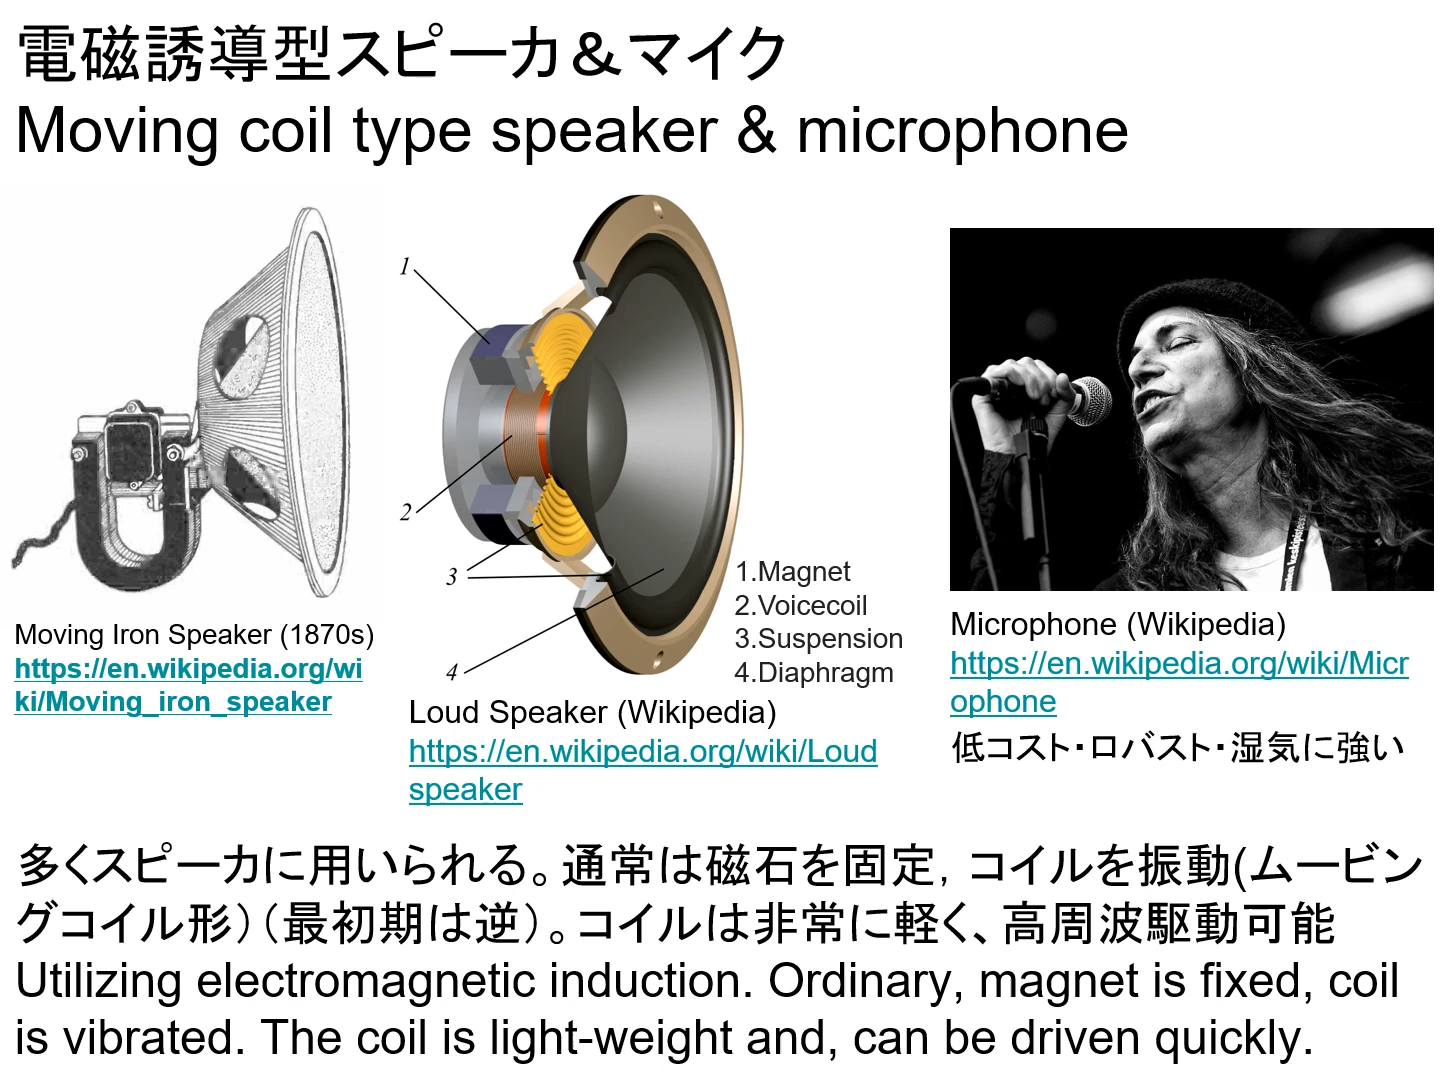 電磁誘導型スピーカ＆マイク
Moving coil type speaker & microphone
1
2
3
4
1.Magnet
2.Voicecoil
3.Suspension
4.Diaphragm
Moving Iron Speaker (1870s)
https://en.wikipedia.org/wi
ki/Moving_iron_speaker
Loud Speaker (Wikipedia)
https://en.wikipedia.org/wiki/Loud
speaker
Microphone (Wikipedia)
https://en.wikipedia.org/wiki/Micr
ophone
低コスト・ロバスト・湿気に強い
多くスピーカに用いられる。通常は磁石を固定，コイルを振動(ムービン
グコイル形）（最初期は逆）。コイルは非常に軽く、高周波駆動可能
Utilizing electromagnetic induction. Ordinary, magnet is fixed, coil
is vibrated. The coil is light-weight and, can be driven quickly.